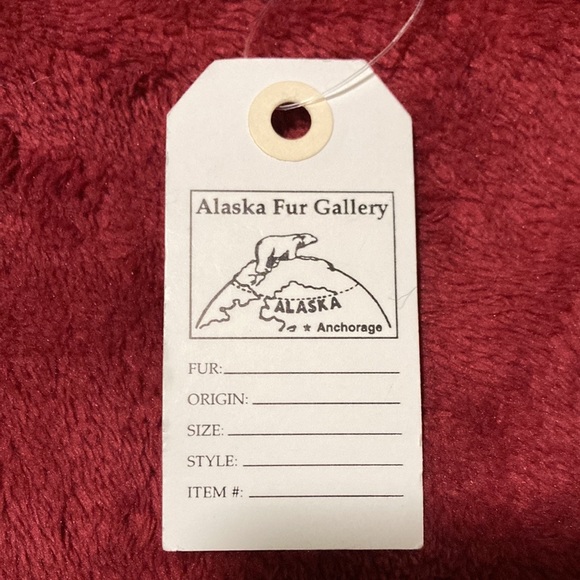 Alaska Fur Gallery
ALASKA
★ Anchorage
FUR:
ORIGIN:
SIZE:
STYLE:
ITEM #: